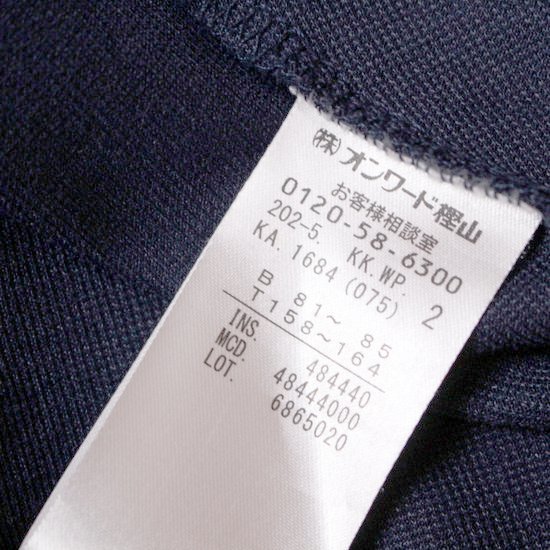 (株)オンワード樫山
お客様相談室
0120-58-6300
202-5. KK.WP.
KA. 1684(075) 2
B 81〜 85
T158〜164
INS. 484440
MCD. 48444000
LOT. 6865020